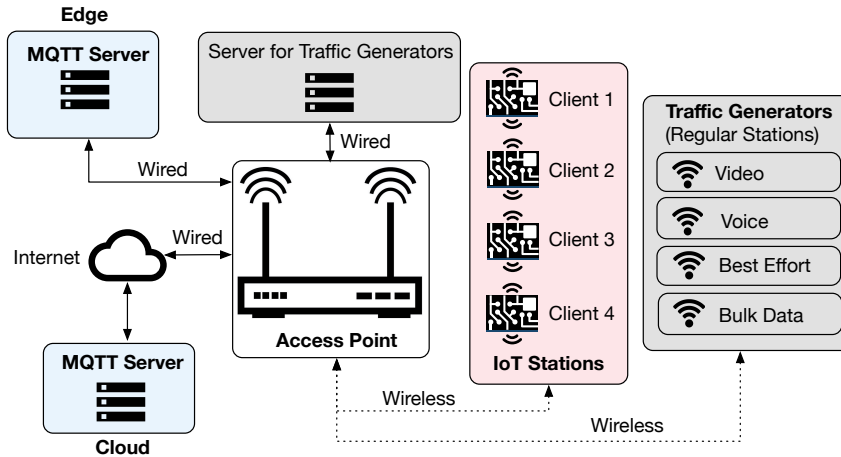 Edge
MQTT Server
Wired
Server for Traffic Generators
Wired
Internet
Wired
MQTT Server
Cloud
Access Point
Client 1
Client 2
Client 3
Client 4
IoT Stations
Wireless
Traffic Generators
(Regular Stations)
Video
Voice
Best Effort
Bulk Data
Wireless